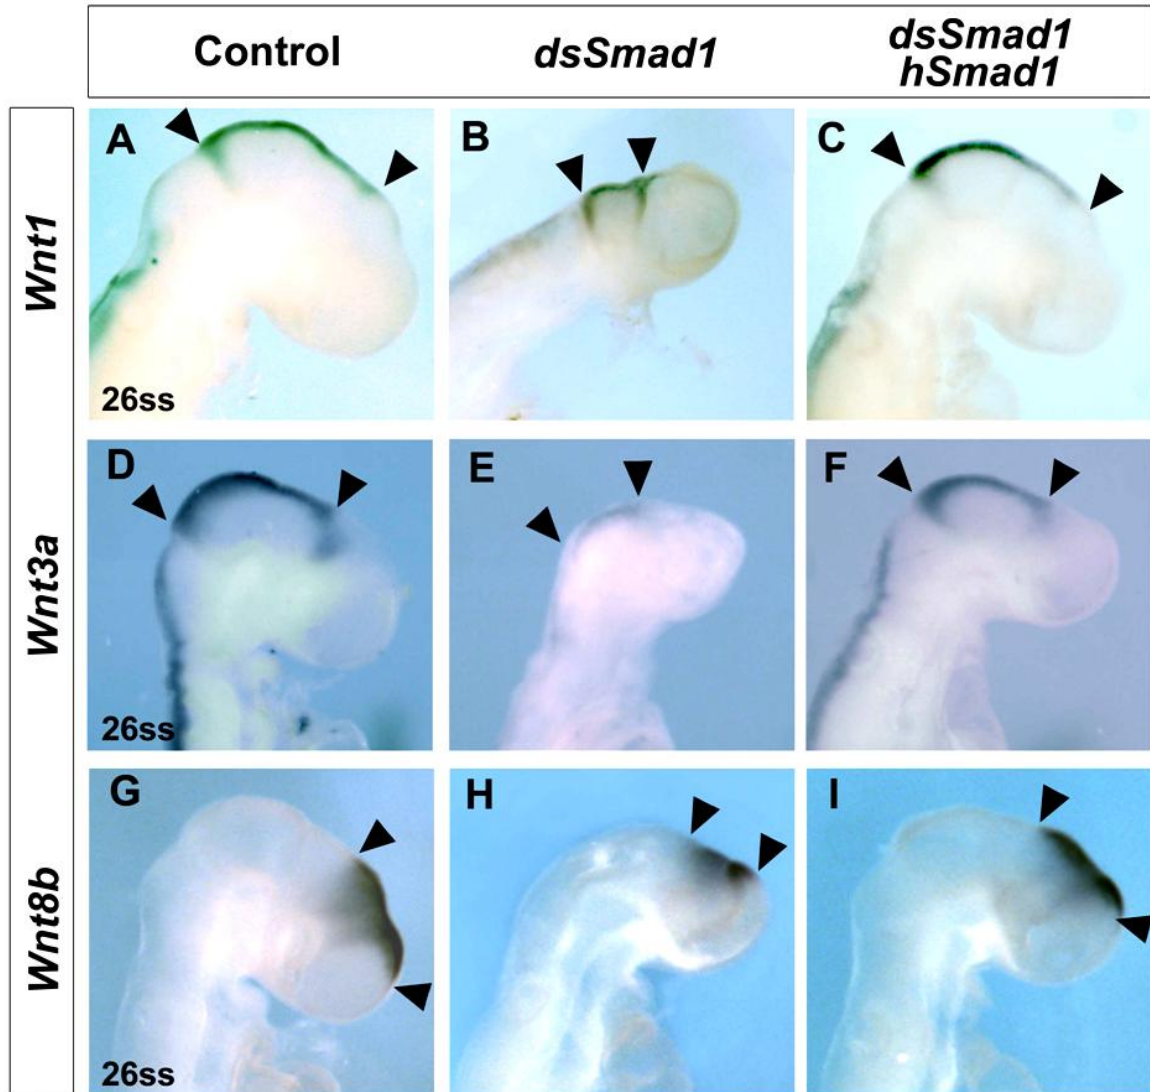 Control
dsSmad1
dsSmad1
hSmad1
Wnt1
A
26ss
B
C
Wnt3a
D
26ss
E
F
Wnt8b
G
26ss
H
I